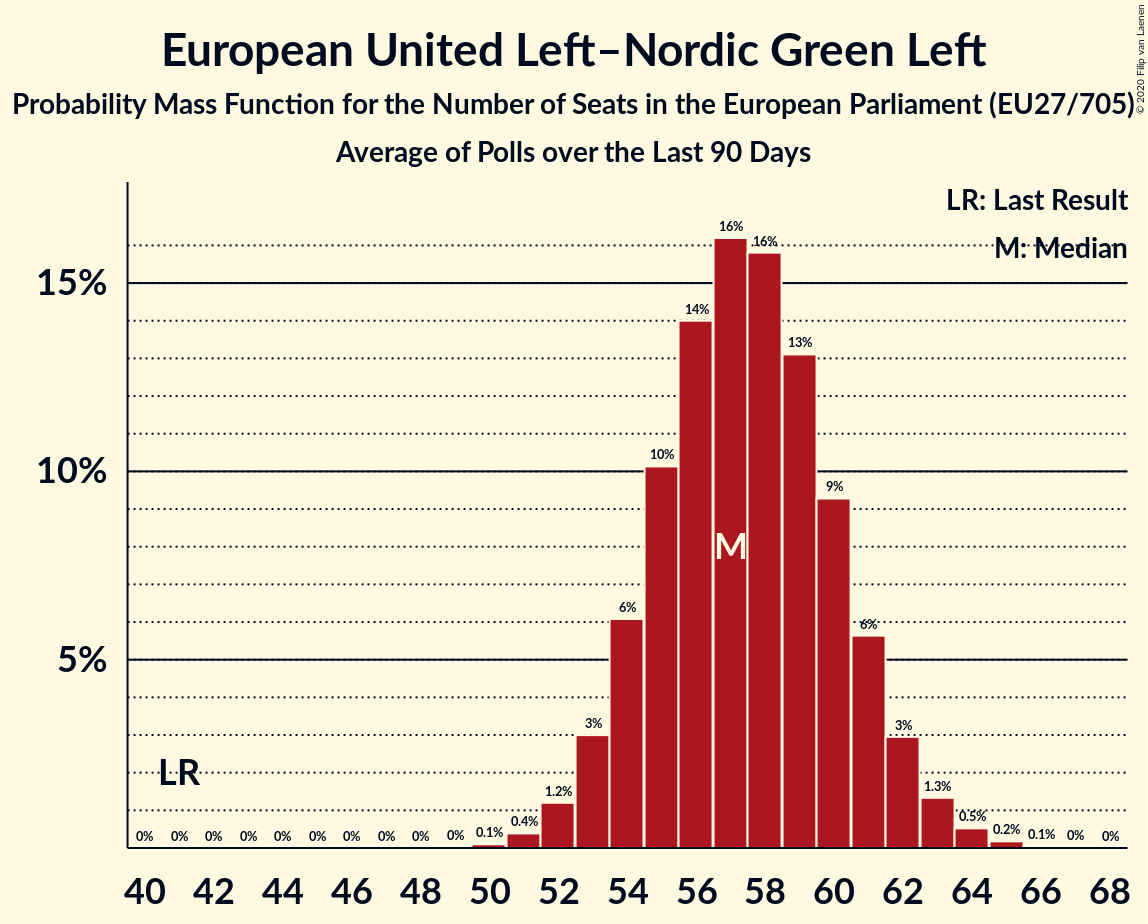 European United Left–Nordic Green Left
Probability Mass Function for the Number of Seats in the European Parliament (EU27/705)
Average of Polls over the Last 90 Days
© 2020 Filip van Laenen
LR: Last Result
M: Median
15%
10%
5%
0% 0% 0% 0% 0% 0% 0% 0% 0% 0% 0.1% 0.4% 1.2% 3% 6% 10% 14% 16% 16% 13% 9% 6% 3% 1.3% 0.5% 0.2% 0.1% 0% 0%
M
LR
40 42 44 46 48 50 52 54 56 58 60 62 64 66 68